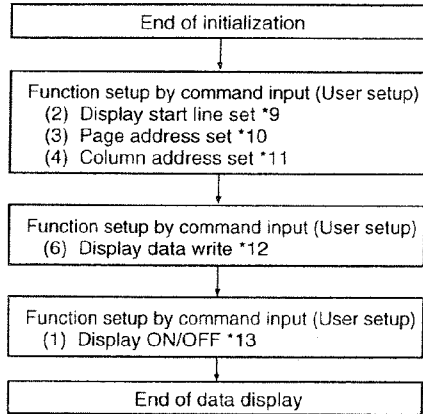 End of initialization
Function setup by command input (User setup)
(2) Display start line set *9
(3) Page address set *10
(4) Column address set *11
Function setup by command input (User setup)
(6) Display data write *12
Function setup by command input (User setup)
(1) Display ON/OFF *13
End of data display